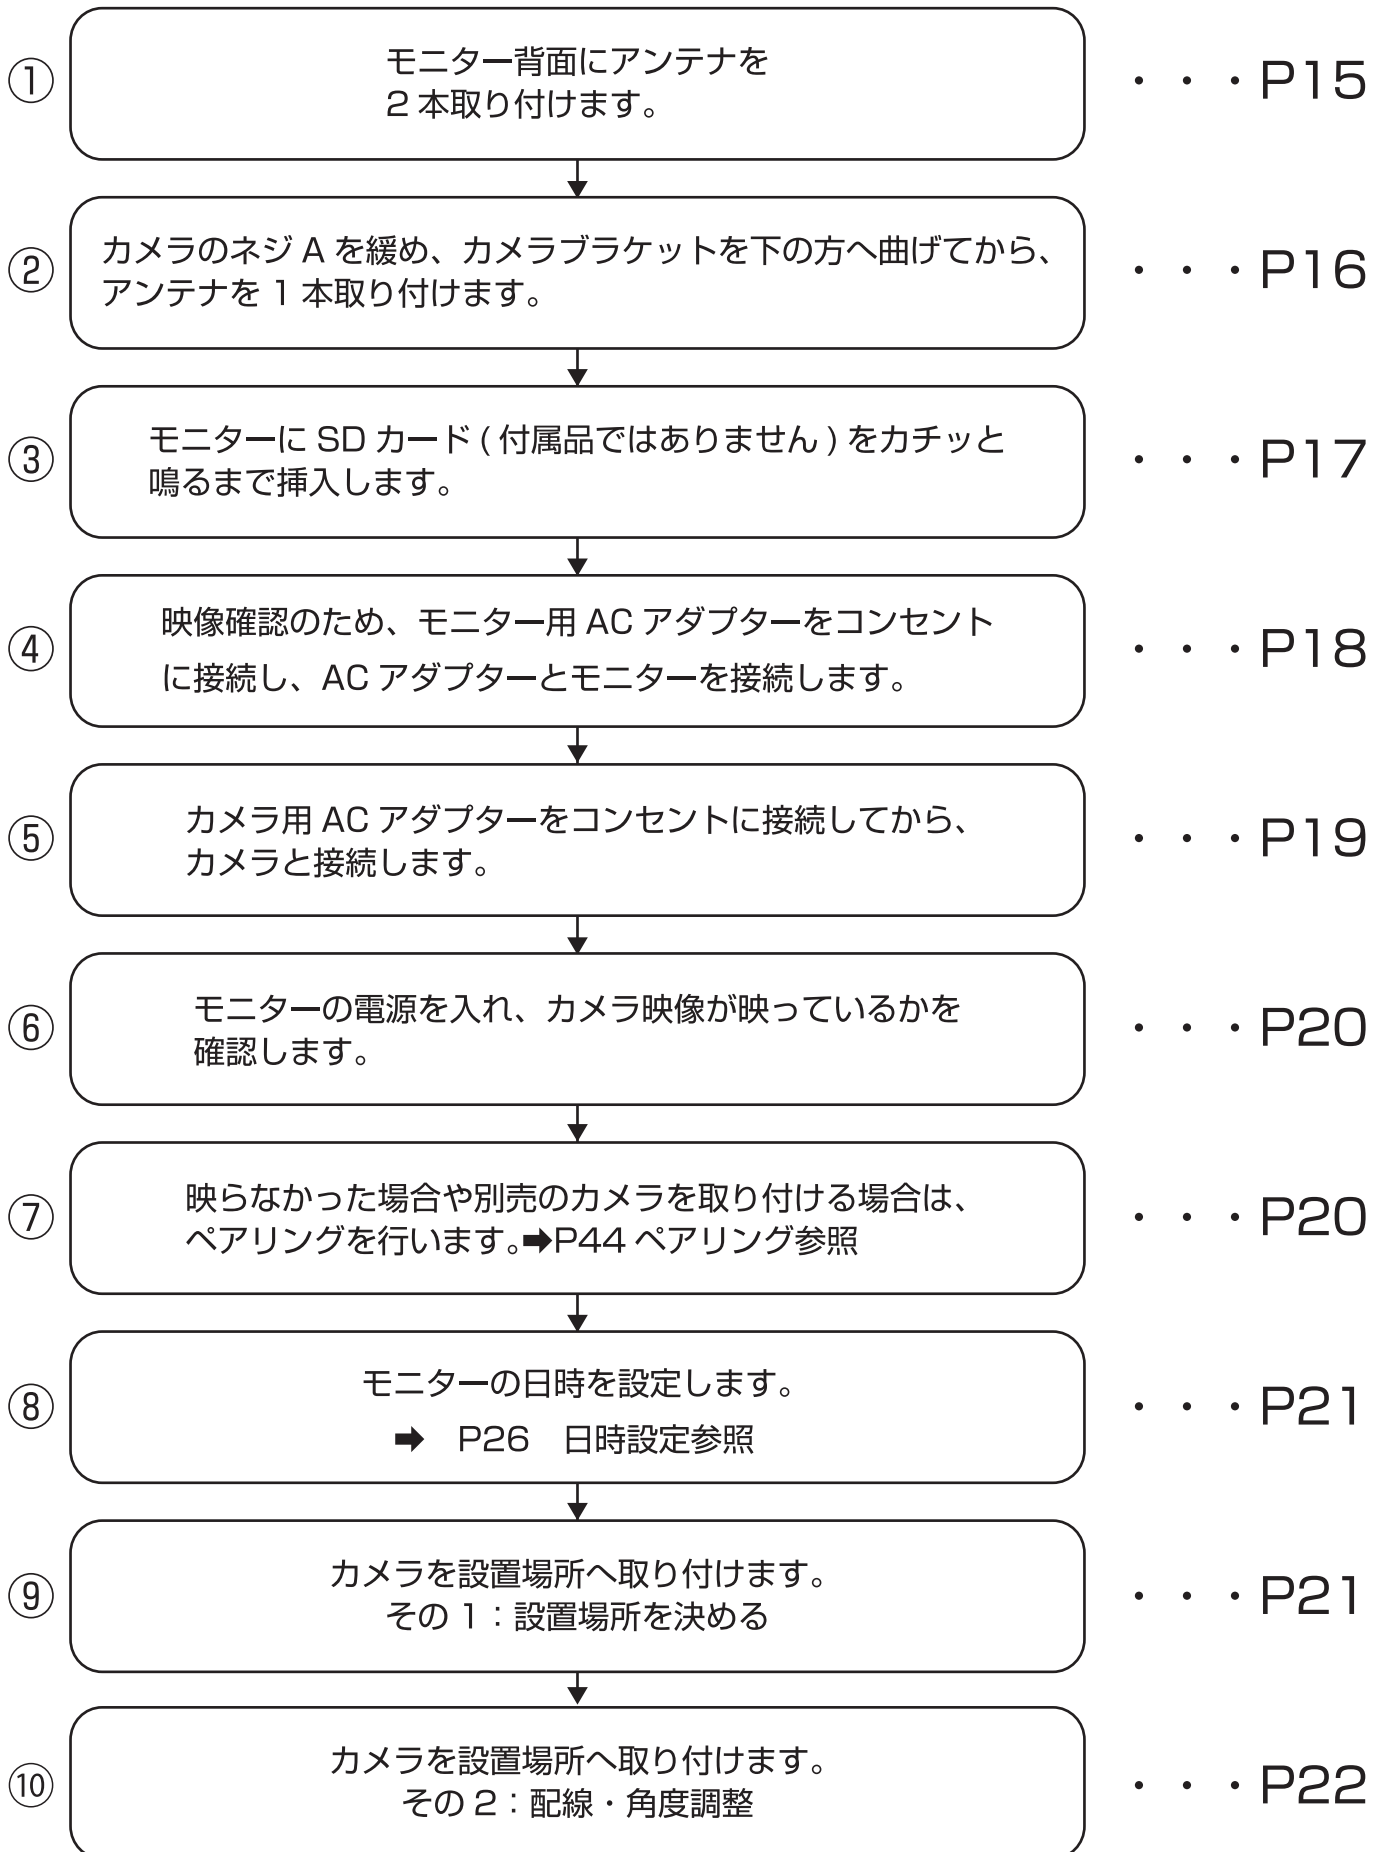 ①
モニター背面にアンテナを
2 本取り付けます。
・・・P15
②
カメラのネジ A を緩め、カメラブラケットを下の方へ曲げてから、
アンテナを 1 本取り付けます。
・・・P16
③
モニターに SD カード ( 付属品ではありません ) をカチッと
鳴るまで挿入します。
・・・P17
④
映像確認のため、モニター用 AC アダプターをコンセント
に接続し、AC アダプターとモニターを接続します。
・・・P18
⑤
カメラ用 AC アダプターをコンセントに接続してから、
カメラと接続します。
・・・P19
⑥
モニターの電源を入れ、カメラ映像が映っているかを
確認します。
・・・P20
⑦
映らなかった場合や別売のカメラを取り付ける場合は、
ペアリングを行います。➡P44 ペアリング参照
・・・P20
⑧
モニターの日時を設定します。
➡　P26　日時設定参照
・・・P21
⑨
カメラを設置場所へ取り付けます。
その 1：設置場所を決める
・・・P21
⑩
カメラを設置場所へ取り付けます。
その 2：配線・角度調整
・・・P22